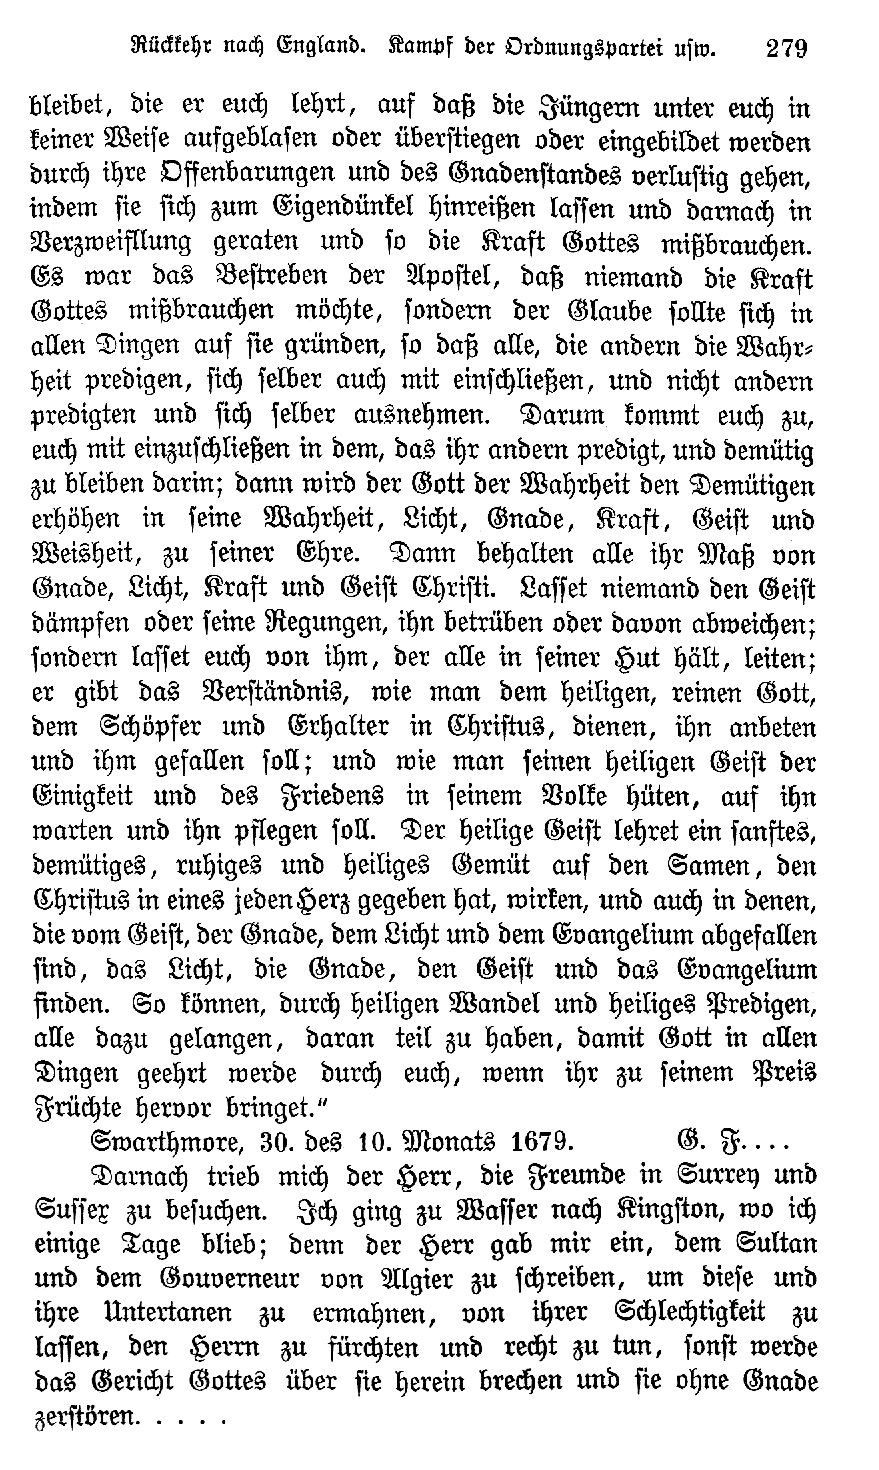 Rückkehr nach England. Kampf der Ordnungspartei usw. 279
bleibet, die er euch lehrt, auf daß die Jüngern unter euch in
keiner Weise aufgeblasen oder überstiegen oder eingebildet werden
durch ihre Offenbarungen und des Gnadenstandes verlustig gehen,
indem sie sich zum Eigendünkel hinreißen lassen und darnach in
Verzweifllung geraten und so die Kraft Gottes mißbrauchen.
Es war das Bestreben der Apostel, daß niemand die Kraft
Gottes mißbrauchen möchte, sondern der Glaube sollte sich in
allen Dingen auf sie gründen, so daß alle, die andern die Wahr-
heit predigen, sich selber auch mit einschließen, und nicht andern
predigten und sich selber ausnehmen. Darum kommt euch zu,
euch mit einzuschließen in dem, das ihr andern predigt, und demütig
zu bleiben darin; dann wird der Gott der Wahrheit den Demütigen
erhöhen in seine Wahrheit, Licht, Gnade, Kraft, Geist und
Weisheit, zu seiner Ehre. Dann behalten alle ihr Maß von
Gnade, Licht, Kraft und Geist Christi. Lasset niemand den Geist
dämpfen oder seine Regungen, ihn betrüben oder davon abweichen;
sondern lasset euch von ihm, der alle in seiner Hut hält, leiten;
er gibt das Verständnis, wie man dem heiligen, reinen Gott,
dem Schöpfer und Erhalter in Christus, dienen, ihn anbeten
und ihm gefallen soll; und wie man seinen heiligen Geist der
Einigkeit und des Friedens in seinem Volke hüten, auf ihn
warten und ihn pflegen soll. Der heilige Geist lehret ein sanftes,
demütiges, ruhiges und heiliges Gemüt auf den Samen, den
Christus in eines jeden Herz gegeben hat, wirken, und auch in denen,
die vom Geist, der Gnade, dem Licht und dem Evangelium abgefallen
sind, das Licht, die Gnade, den Geist und das Evangelium
finden. So können, durch heiligen Wandel und heiliges Predigen,
alle dazu gelangen, daran teil zu haben, damit Gott in allen
Dingen geehrt werde durch euch, wenn ihr zu seinem Preis
Früchte hervor bringet."
Swarthmore, 30. des 10. Monats 1679. G. F....
Darnach trieb mich der Herr, die Freunde in Surrey und
Sussex zu besuchen. Ich ging zu Wasser nach Kingston, wo ich
einige Tage blieb; denn der Herr gab mir ein, dem Sultan
und dem Gouverneur von Algier zu schreiben, um diese und
ihre Untertanen zu ermahnen, von ihrer Schlechtigkeit zu
lassen, den Herrn zu fürchten und recht zu tun, sonst werde
das Gericht Gottes über sie herein brechen und sie ohne Gnade
zerstören. . . . .